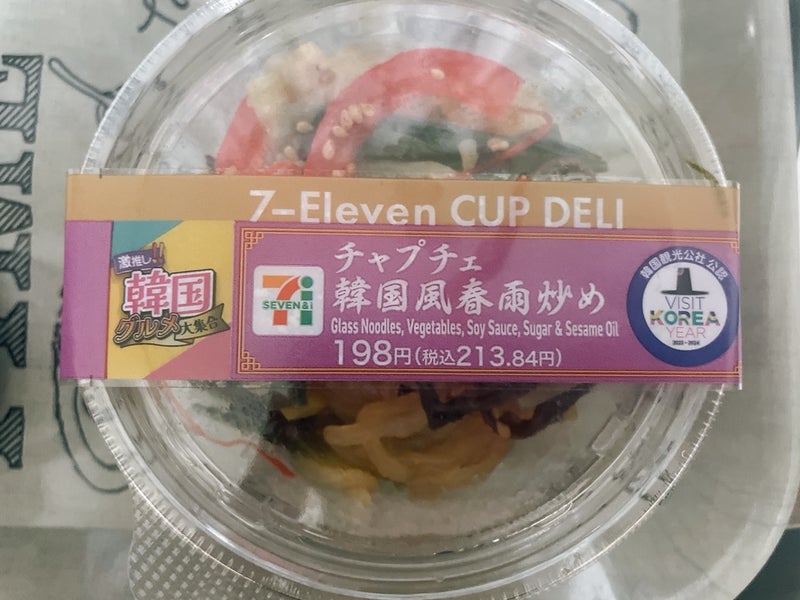 7-Eleven CUP DELI
激推し!!
韓国
グルメ大集合
7
SEVEN & i
チャプチェ
韓国風春雨炒め
Glass Noodles, Vegetables, Soy Sauce, Sugar & Sesame Oil
198円(税込213.84円)
韓国観光公社公認
VISIT
KOREA
YEAR
2023-2024